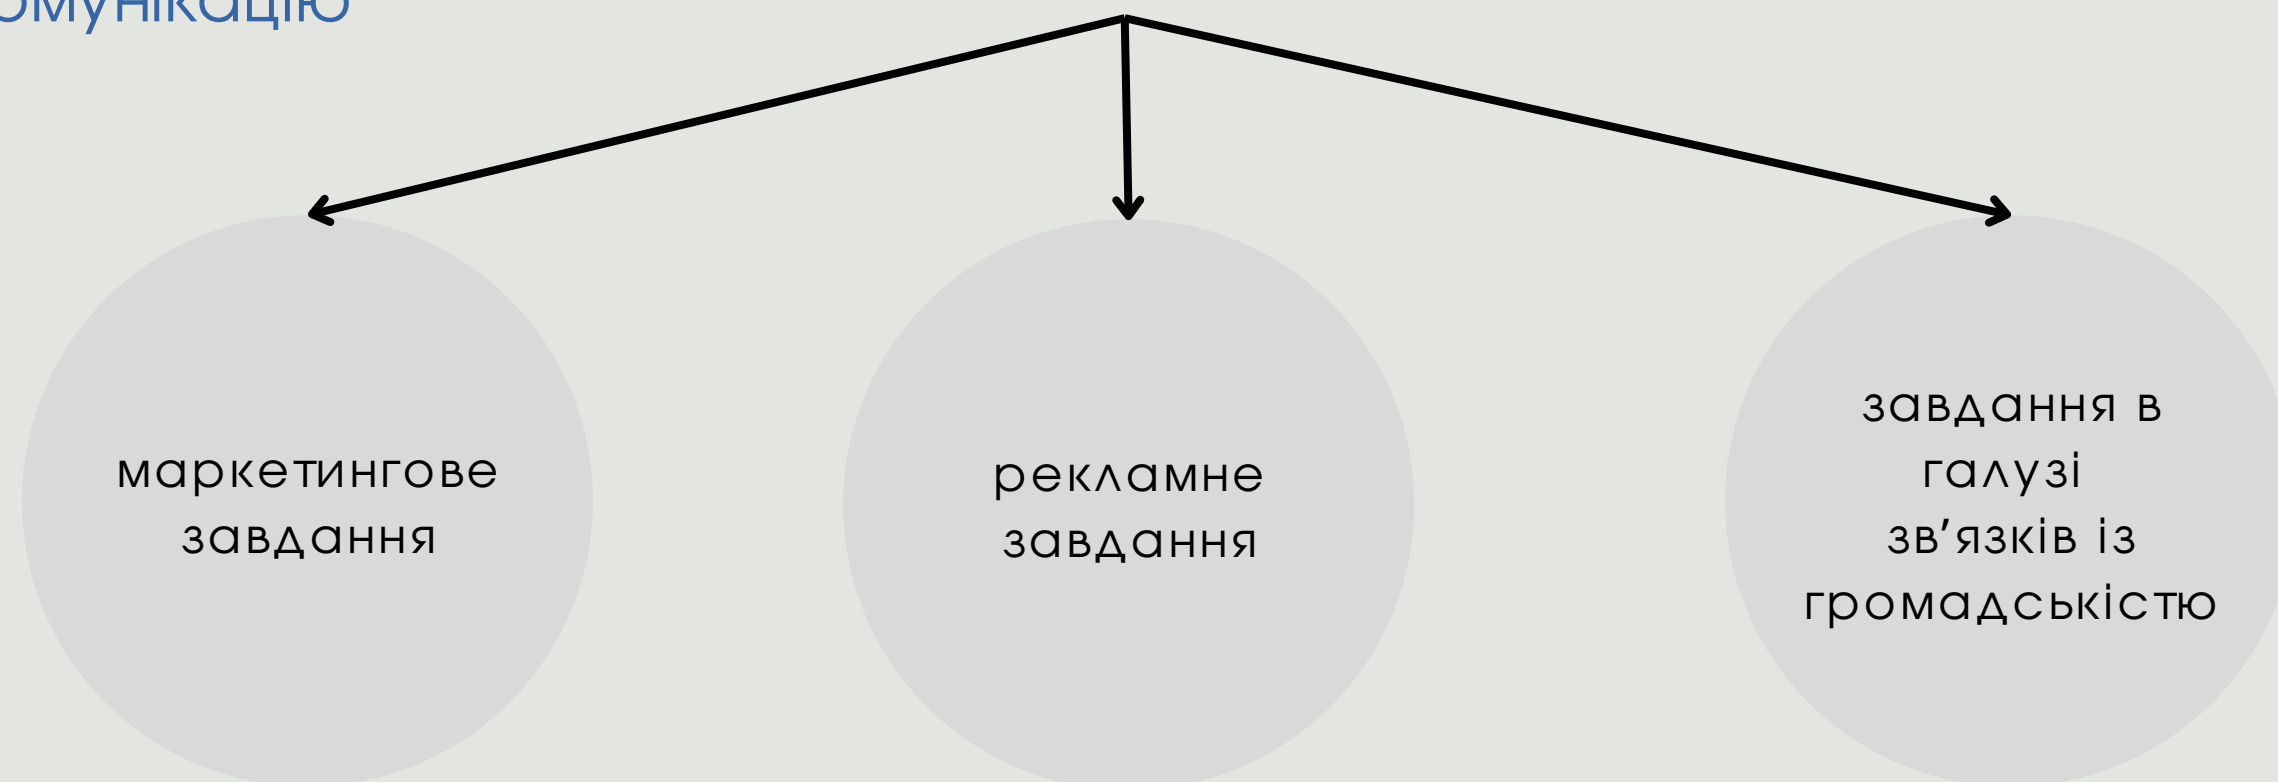 маркетингове
завдання
рекламне
завдання
завдання в
галузі
зв’язків із
громадськістю